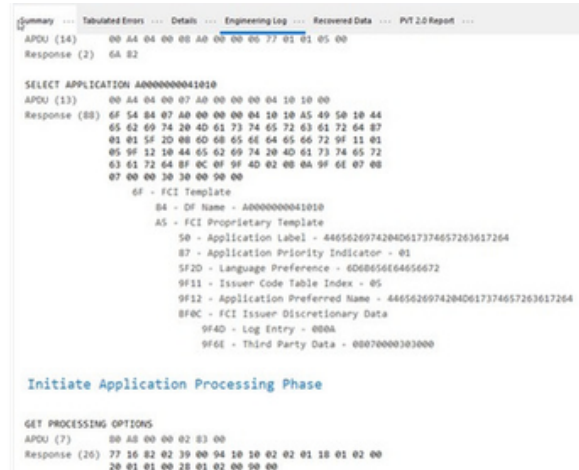 Summary ··· Tabulated Errors ··· Details ··· Engineering Log ··· Recovered Data ··· PVT 2.0 Report ···
APDU (14) 00 A4 04 00 08 A0 00 00 06 77 01 01 05 00
Response (2) 6A 82
SELECT APPLICATION A0000000041010
APDU (13) 00 A4 04 00 07 A0 00 00 00 04 10 10 00
Response (88) 6F 54 84 07 A0 00 00 00 04 10 10 A5 49 50 10 44
65 62 69 74 20 4D 61 73 74 65 72 63 61 72 64 87
01 01 5F 2D 08 6D 6B 65 6E 64 65 66 72 9F 11 01
05 9F 12 10 44 65 62 69 74 20 4D 61 73 74 65 72
63 61 72 64 BF 0C 0F 9F 4D 02 0B 0A 9F 6E 07 08
07 00 00 30 30 00 90 00
6F - FCI Template
84 - DF Name - A0000000041010
A5 - FCI Proprietary Template
50 - Application Label - 4465626974204D617374657263617264
87 - Application Priority Indicator - 01
5F2D - Language Preference - 6D6B656E64656672
9F11 - Issuer Code Table Index - 05
9F12 - Application Preferred Name - 4465626974204D617374657263617264
BF0C - FCI Issuer Discretionary Data
9F4D - Log Entry - 0B0A
9F6E - Third Party Data - 08070000303000
Initiate Application Processing Phase
GET PROCESSING OPTIONS
APDU (7) 80 A8 00 00 02 83 00
Response (26) 77 16 82 02 39 00 94 10 10 02 02 01 18 01 02 00
20 01 01 00 28 01 02 00 90 00